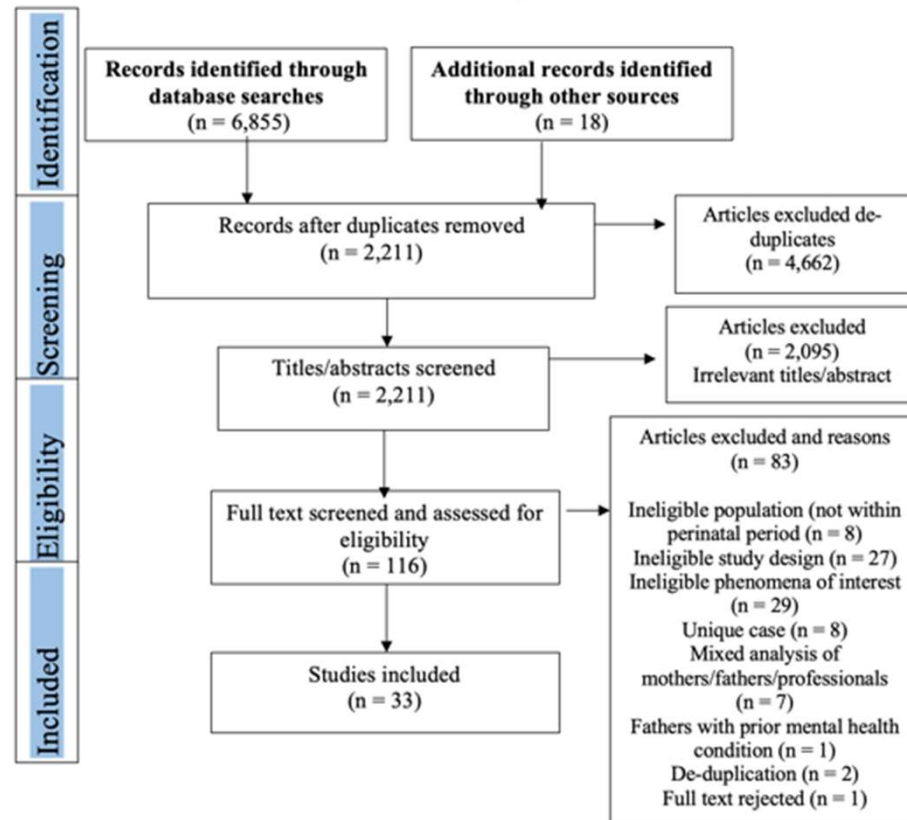 Identification
Records identified through
database searches
(n = 6,855)
Additional records identified
through other sources
(n = 18)
Screening
Records after duplicates removed
(n = 2,211)
Articles excluded de-
duplicates
(n = 4,662)
Titles/abstracts screened
(n = 2,211)
Articles excluded
(n = 2,095)
Irrelevant titles/abstract
Eligibility
Full text screened and assessed for
eligibility
(n = 116)
Articles excluded and reasons
(n = 83)
Ineligible population (not within
perinatal period (n = 8)
Ineligible study design (n = 27)
Ineligible phenomena of interest
(n = 29)
Unique case (n = 8)
Mixed analysis of
mothers/fathers/professionals
(n = 7)
Fathers with prior mental health
condition (n = 1)
De-duplication (n = 2)
Full text rejected (n = 1)
Included
Studies included
(n = 33)